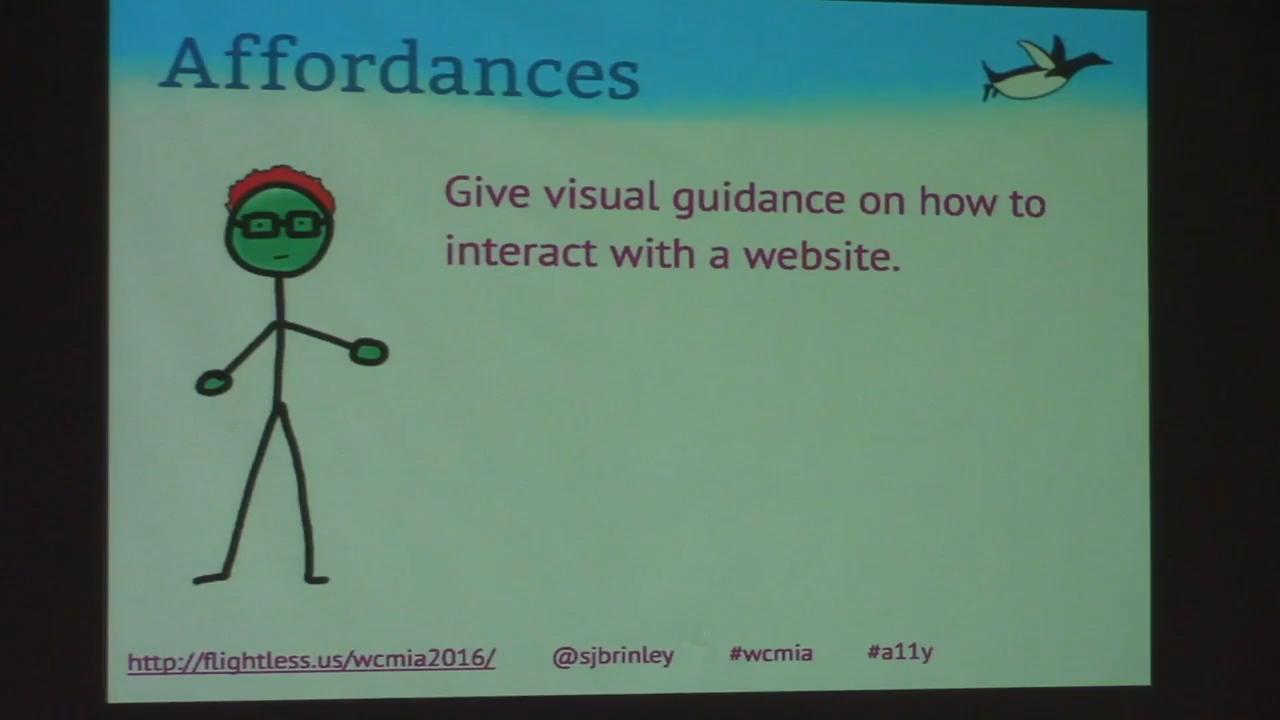 Affordances
Give visual guidance on how to
interact with a website.
http://flightless.us/wcmia2016/ @sjbrinley #wcmia #a11y